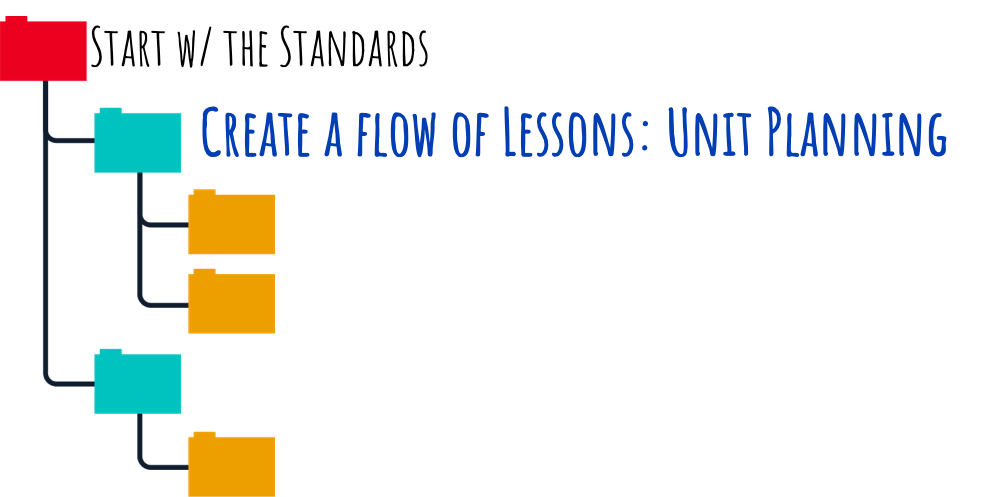 Start w/ the Standards
Create a flow of Lessons: Unit Planning